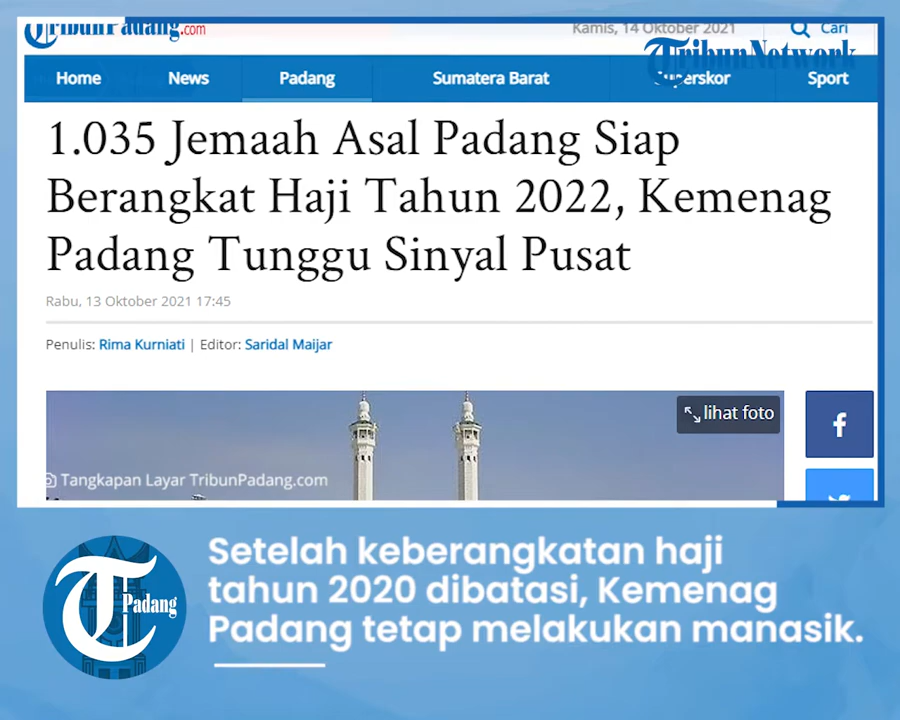 TribunPadang.com
Kamis, 14 Oktober 2021
Cari
TribunNetwork
Home News Padang Sumatera Barat Superskor Sport
1.035 Jemaah Asal Padang Siap
Berangkat Haji Tahun 2022, Kemenag
Padang Tunggu Sinyal Pusat
Rabu, 13 Oktober 2021 17:45
Penulis: Rima Kurniati | Editor: Saridal Maijar
lihat foto
f
Tangkapan Layar TribunPadang.com
T Padang
Setelah keberangkatan haji
tahun 2020 dibatasi, Kemenag
Padang tetap melakukan manasik.